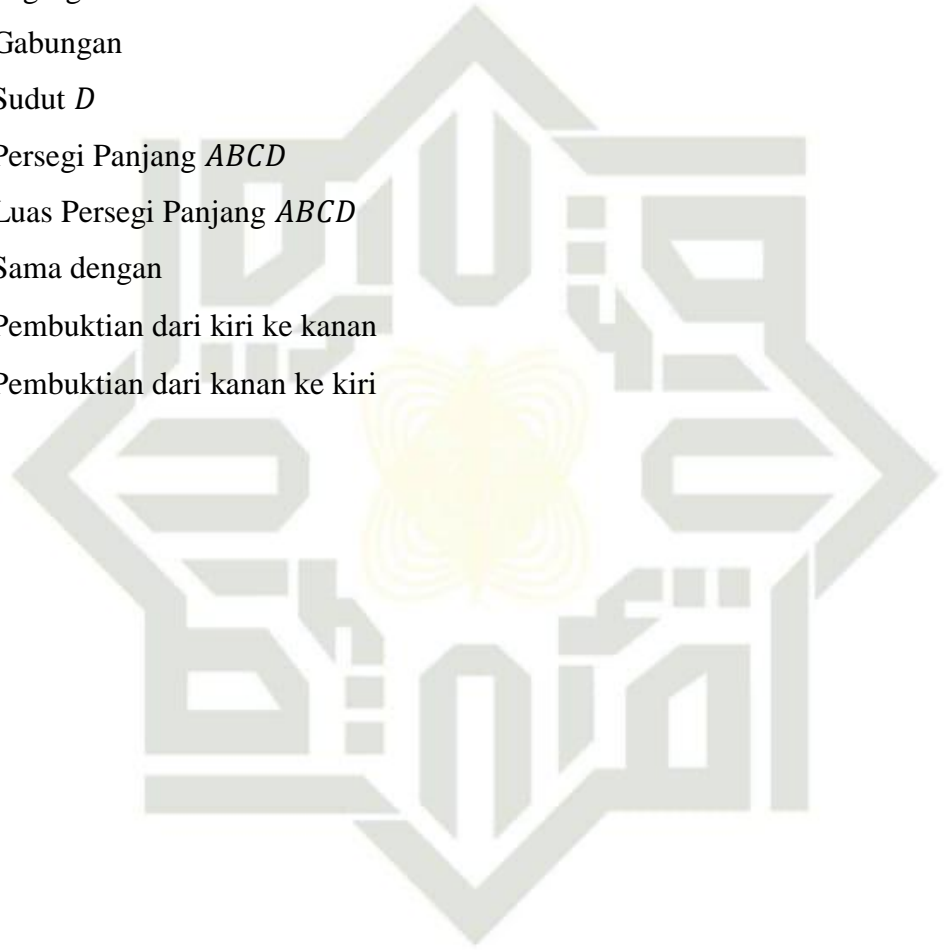 Gabungan
Sudut D
Persegi Panjang ABCD
Luas Persegi Panjang ABCD
Sama dengan
Pembuktian dari kiri ke kanan
Pembuktian dari kanan ke kiri